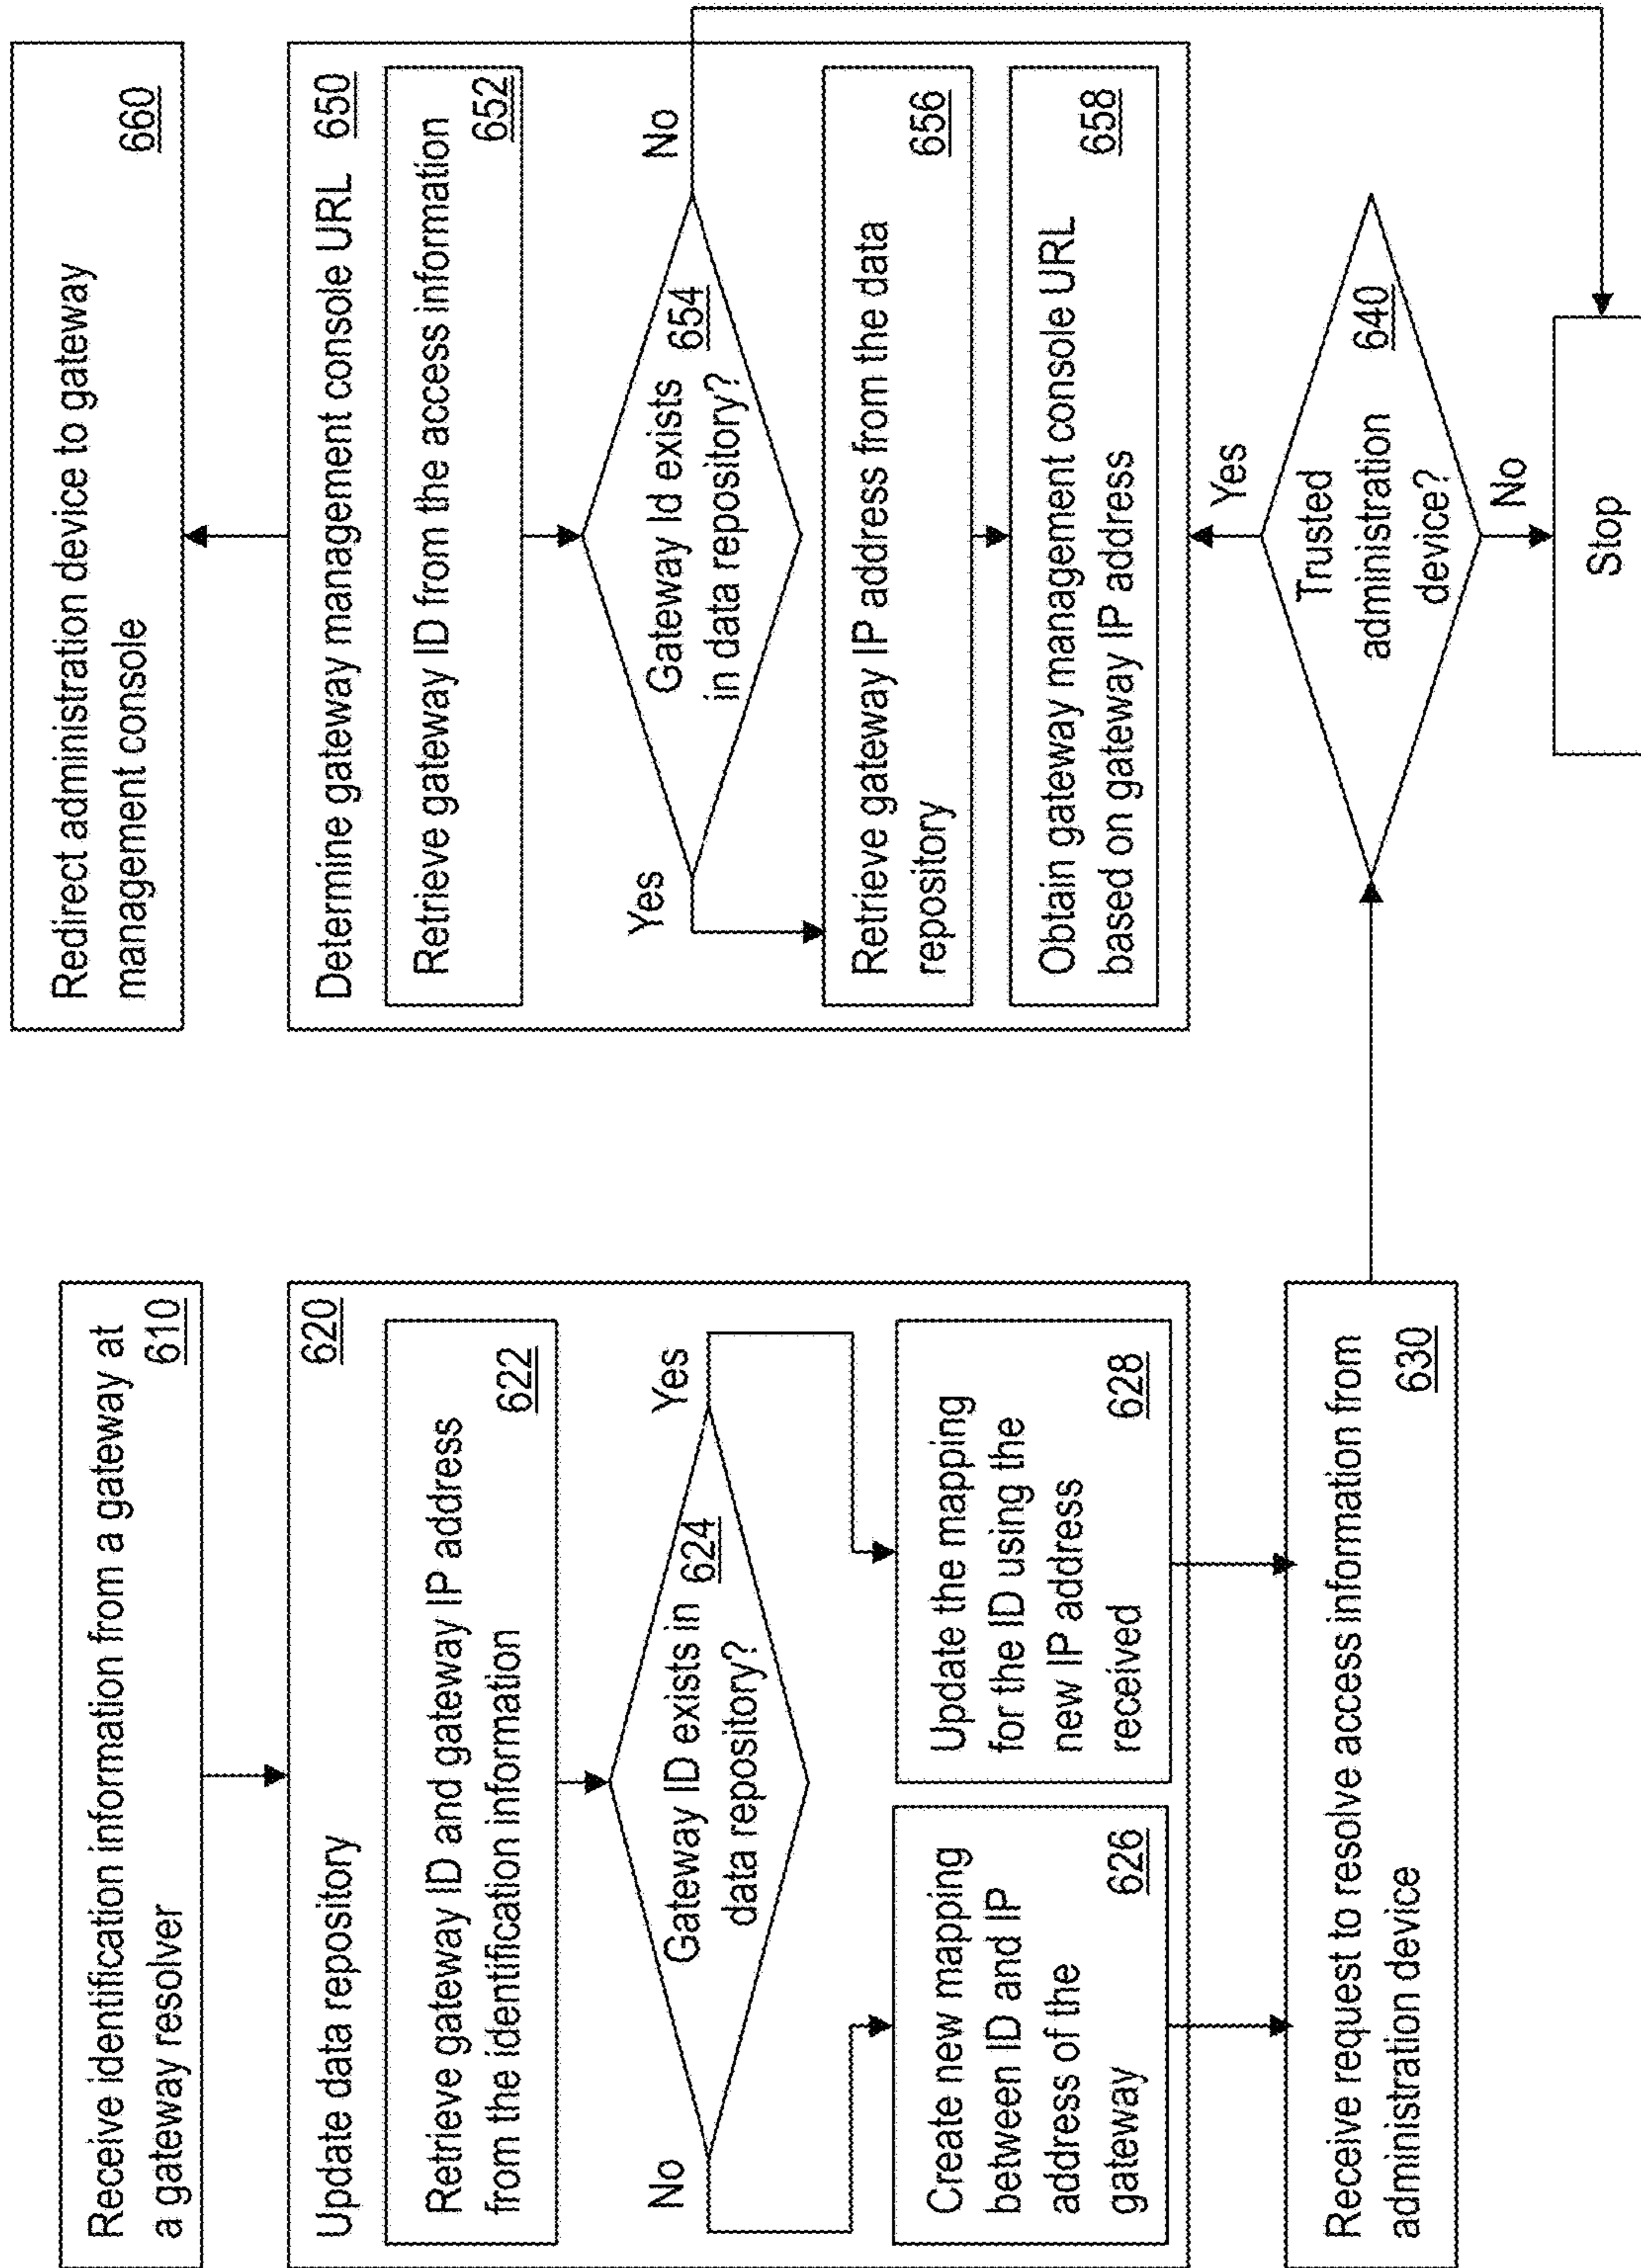 Receive identification information from a gateway at
a gateway resolver
610
Update data repository
620
Retrieve gateway ID and gateway IP address
from the identification information
622
Gateway ID exists in
624
data repository?
No
Yes
Create new mapping
between ID and IP
address of the
gateway
626
Update the mapping
for the ID using the
new IP address
received
628
Receive request to resolve access information from
administration device
630
Redirect administration device to gateway
management console
660
Determine gateway management console URL
650
Retrieve gateway ID from the access information
652
Gateway Id exists
654
in data repository?
Yes
No
Retrieve gateway IP address from the data
repository
656
Obtain gateway management console URL
based on gateway IP address
658
Yes
Trusted
administration
device?
640
No
Stop